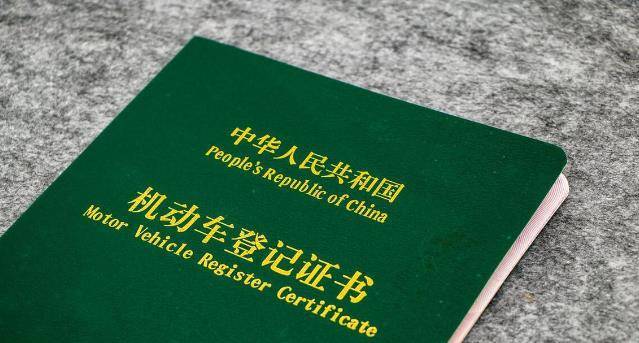 中华人民共和国
People's Republic of China
机动车登记证书
Motor Vehicle Register Certificate